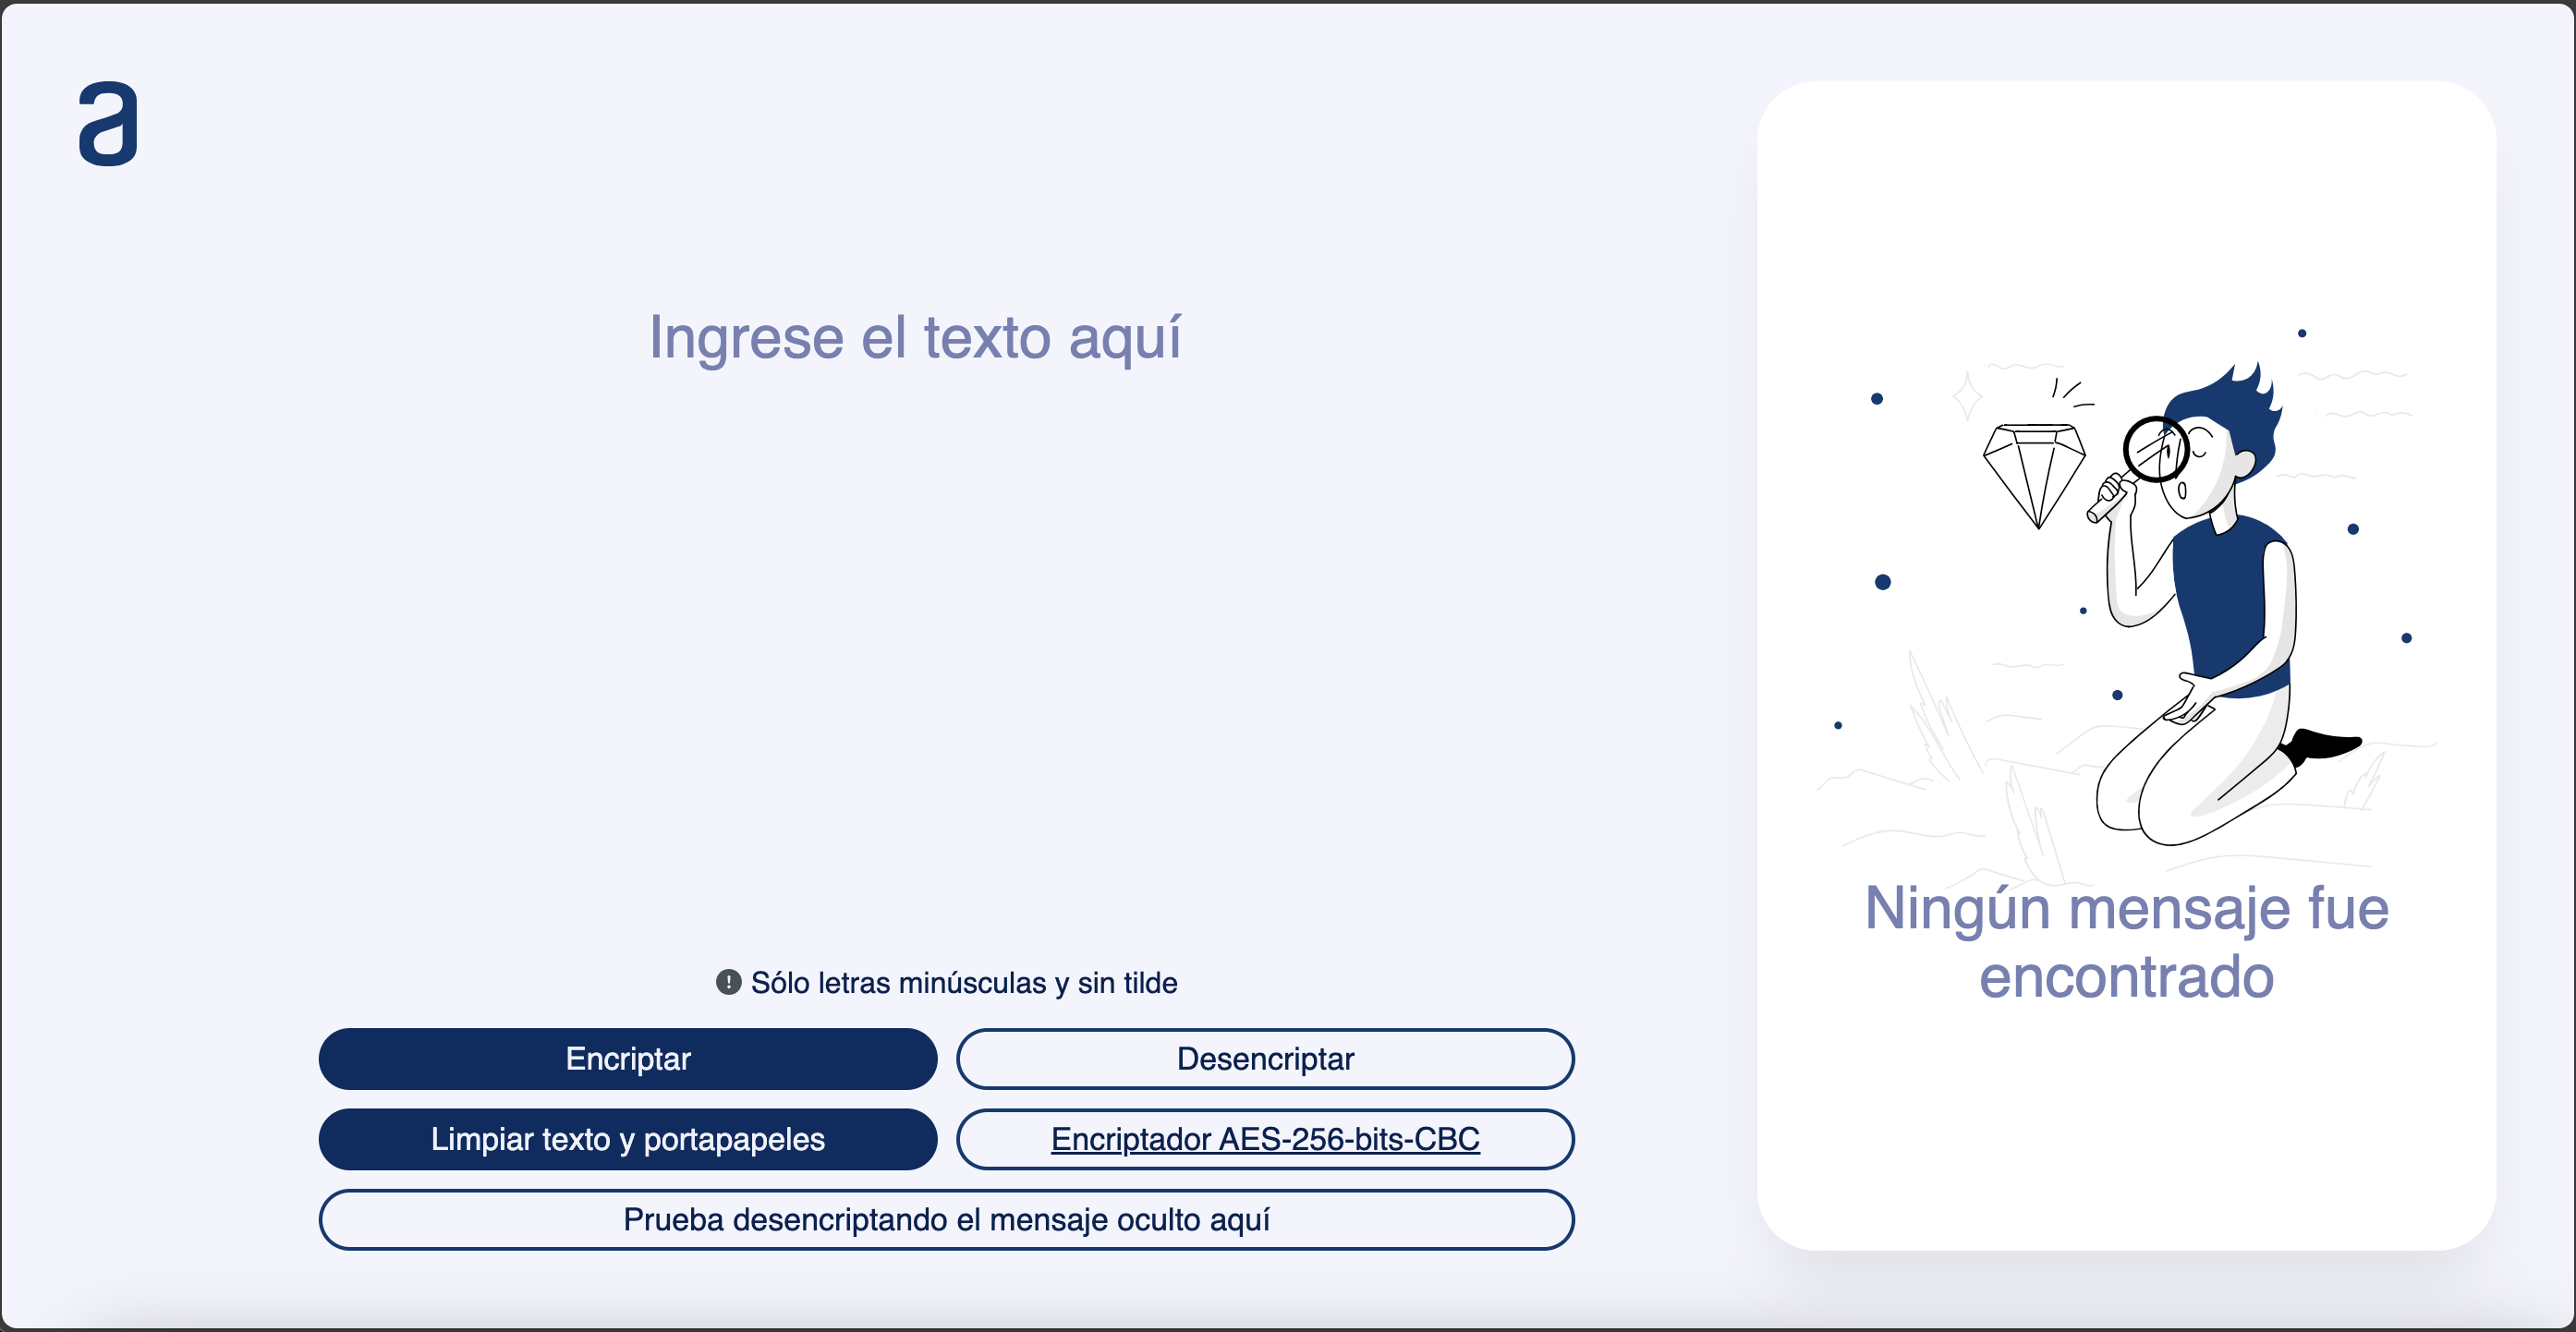 a
Ingrese el texto aquí
Sólo letras minúsculas y sin tilde
Encriptar
Desencriptar
Limpiar texto y portapapeles
Encriptador AES-256-bits-CBC
Prueba desencriptando el mensaje oculto aquí
Ningún mensaje fue
encontrado